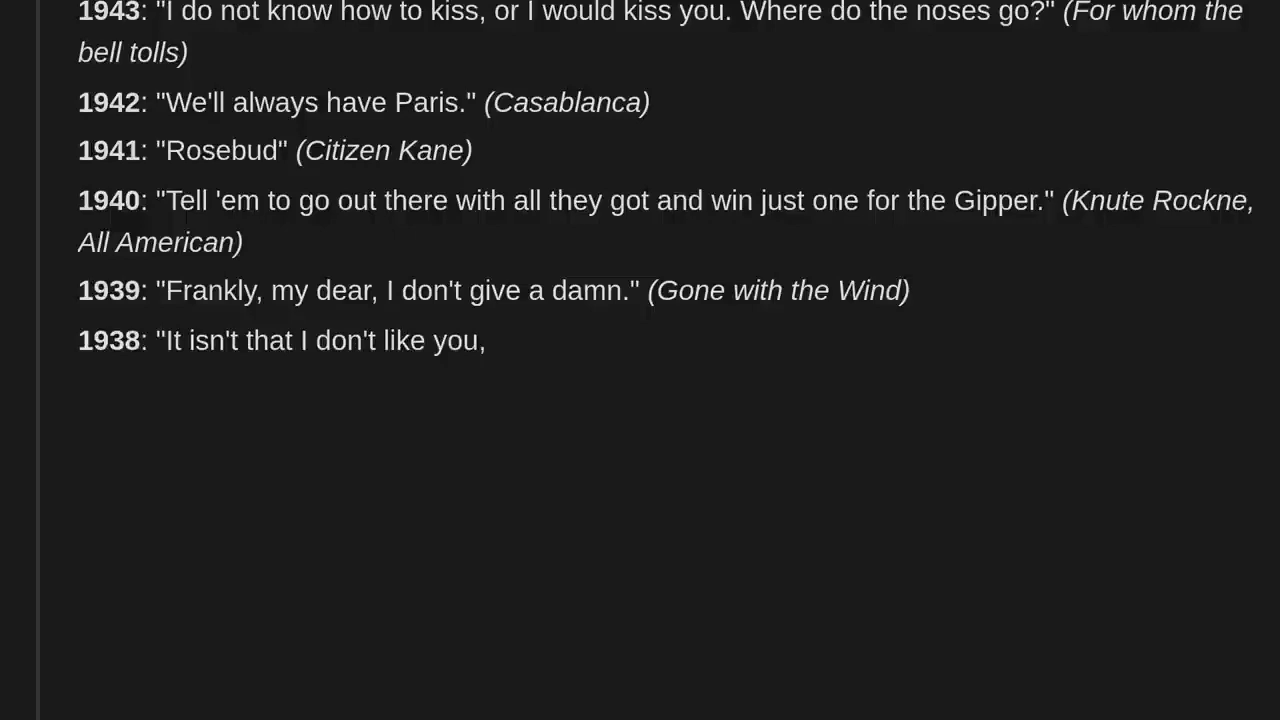 1943: "I do not know how to kiss, or I would kiss you. Where do the noses go?" (For whom the
bell tolls)
1942: "We'll always have Paris." (Casablanca)
1941: "Rosebud" (Citizen Kane)
1940: "Tell 'em to go out there with all they got and win just one for the Gipper." (Knute Rockne,
All American)
1939: "Frankly, my dear, I don't give a damn." (Gone with the Wind)
1938: "It isn't that I don't like you,